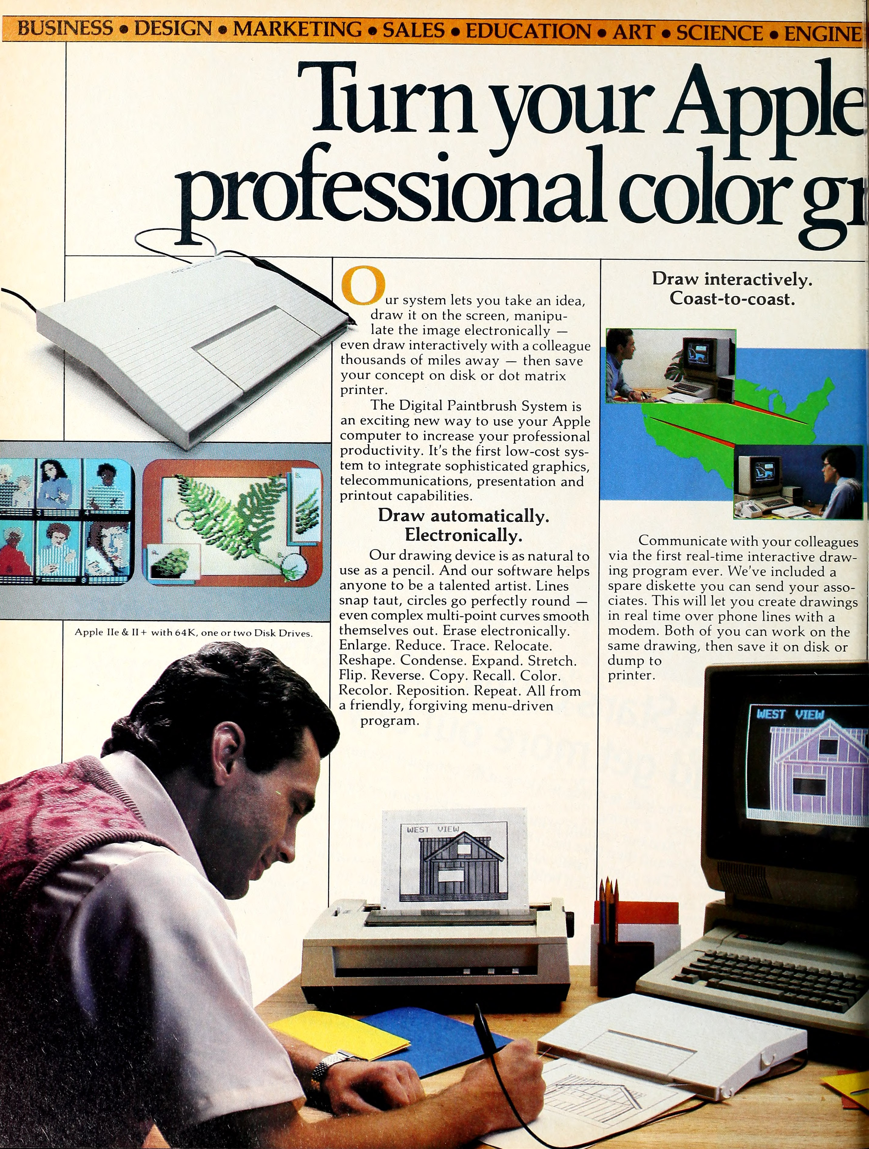 BUSINESS • DESIGN • MARKETING • SALES • EDUCATION • ART • SCIENCE • ENGINE
Turn your Apple
professional color gr
Our system lets you take an idea,
draw it on the screen, manipu-
late the image electronically —
even draw interactively with a colleague
thousands of miles away — then save
your concept on disk or dot matrix
printer.
The Digital Paintbrush System is
an exciting new way to use your Apple
computer to increase your professional
productivity. It's the first low-cost sys-
tem to integrate sophisticated graphics,
telecommunications, presentation and
printout capabilities.
Draw automatically.
Electronically.
Our drawing device is as natural to
use as a pencil. And our software helps
anyone to be a talented artist. Lines
snap taut, circles go perfectly round —
even complex multi-point curves smooth
themselves out. Erase electronically.
Enlarge. Reduce. Trace. Relocate.
Reshape. Condense. Expand. Stretch.
Flip. Reverse. Copy. Recall. Color.
Recolor. Reposition. Repeat. All from
a friendly, forgiving menu-driven
program.
Draw interactively.
Coast-to-coast.
Communicate with your colleagues
via the first real-time interactive draw-
ing program ever. We've included a
spare diskette you can send your asso-
ciates. This will let you create drawings
in real time over phone lines with a
modem. Both of you can work on the
same drawing, then save it on disk or
dump to
printer.
Apple IIe & II+ with 64K, one or two Disk Drives.
WEST VIEW
WEST VIEW